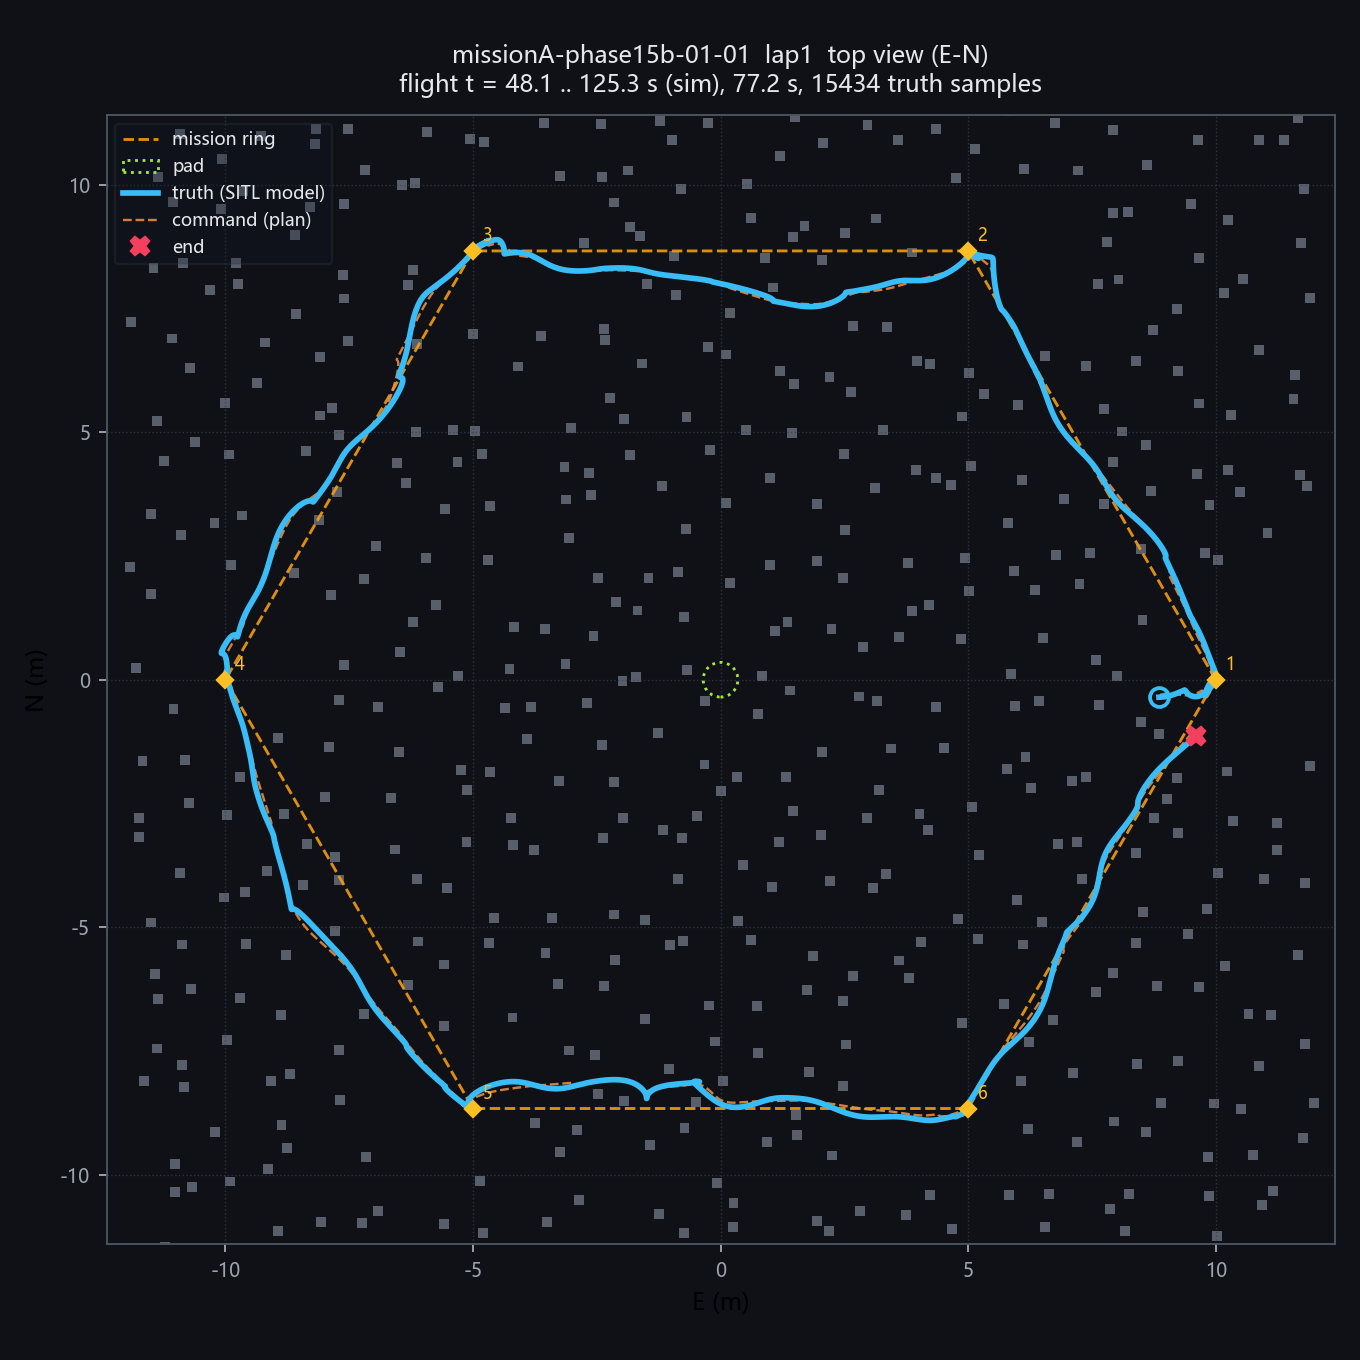 missionA-phase15b-01-01 lap1 top view (E-N)
flight t = 48.1 .. 125.3 s (sim), 77.2 s, 15434 truth samples
mission ring
pad
truth (SITL model)
command (plan)
end
10
5
0
-5
-10
N (m)
3
2
4
1
5
6
-10
-5
0
5
10
E (m)